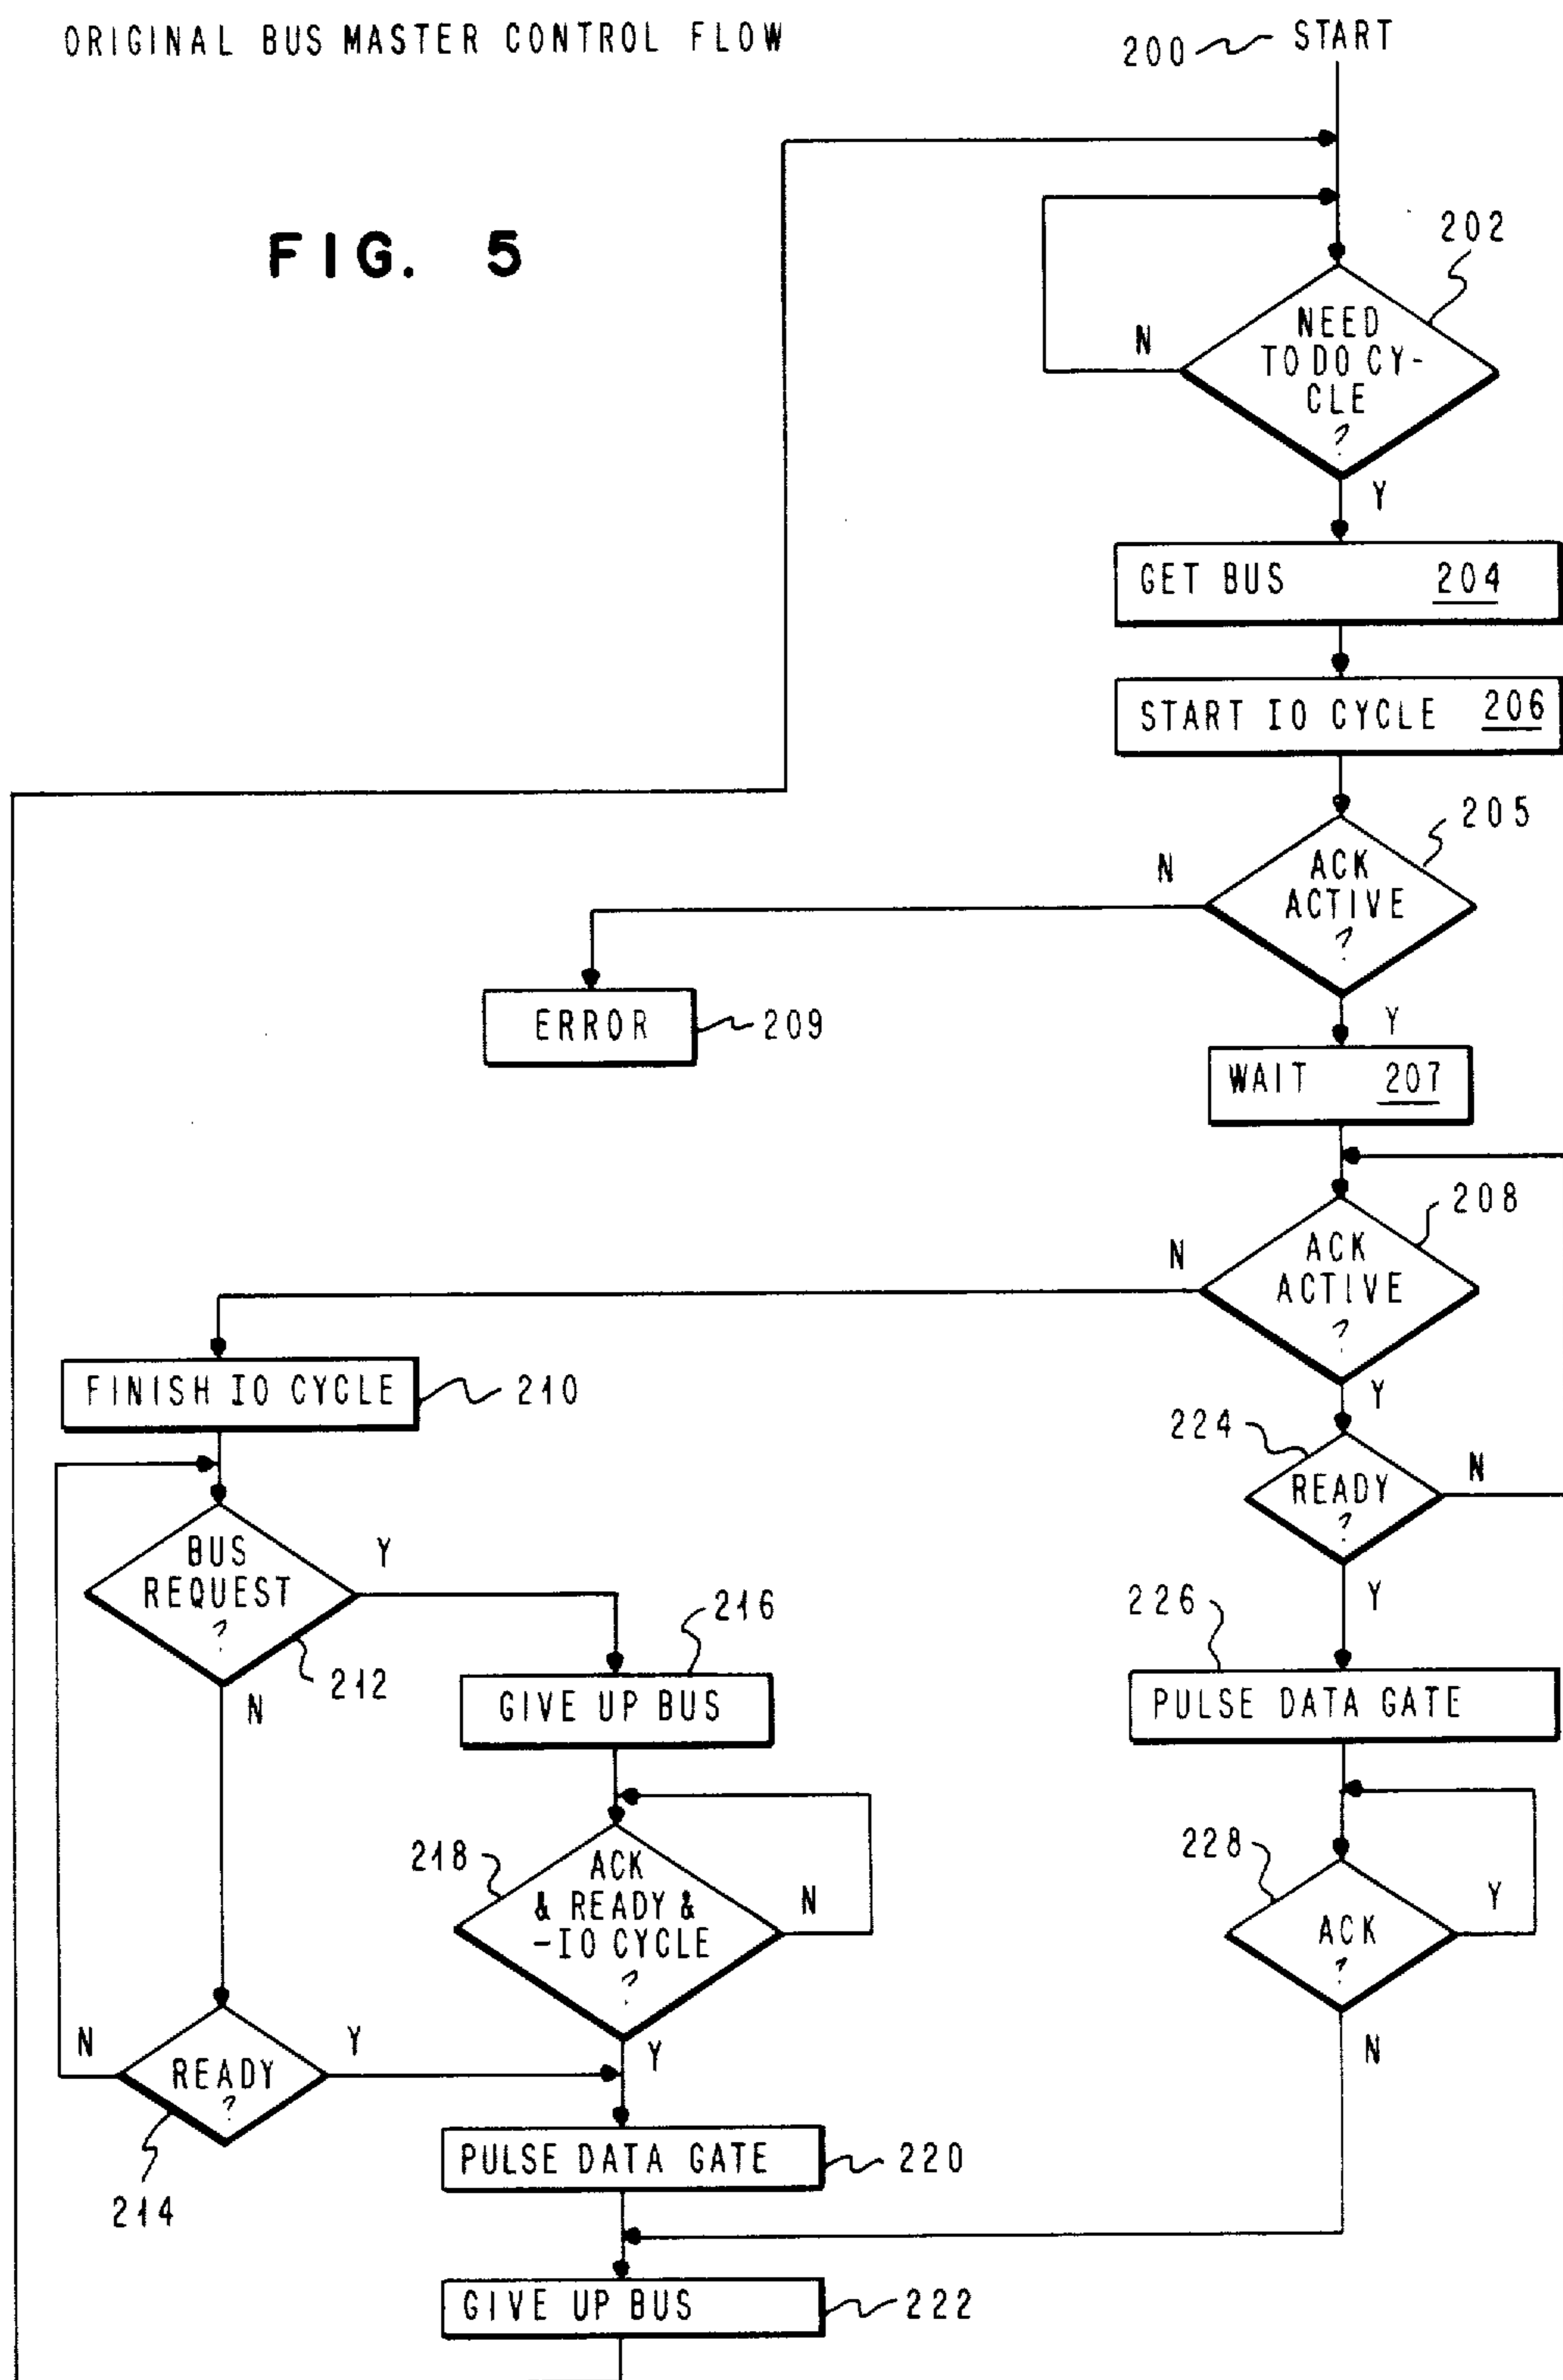 ORIGINAL BUS MASTER CONTROL FLOW
200 START
FIG. 5
202
NEED
TO DO CY-
CLE
?
N
Y
GET BUS 204
START IO CYCLE 206
205
ACK
ACTIVE
?
N
Y
ERROR 209
WAIT 207
208
ACK
ACTIVE
?
N
Y
FINISH IO CYCLE 210
224
READY
?
N
Y
BUS
REQUEST
?
Y
N
212
216
GIVE UP BUS
226
PULSE DATA GATE
218
ACK
& READY &
-IO CYCLE
?
N
Y
228
ACK
?
Y
N
READY
?
N
Y
214
PULSE DATA GATE 220
GIVE UP BUS 222